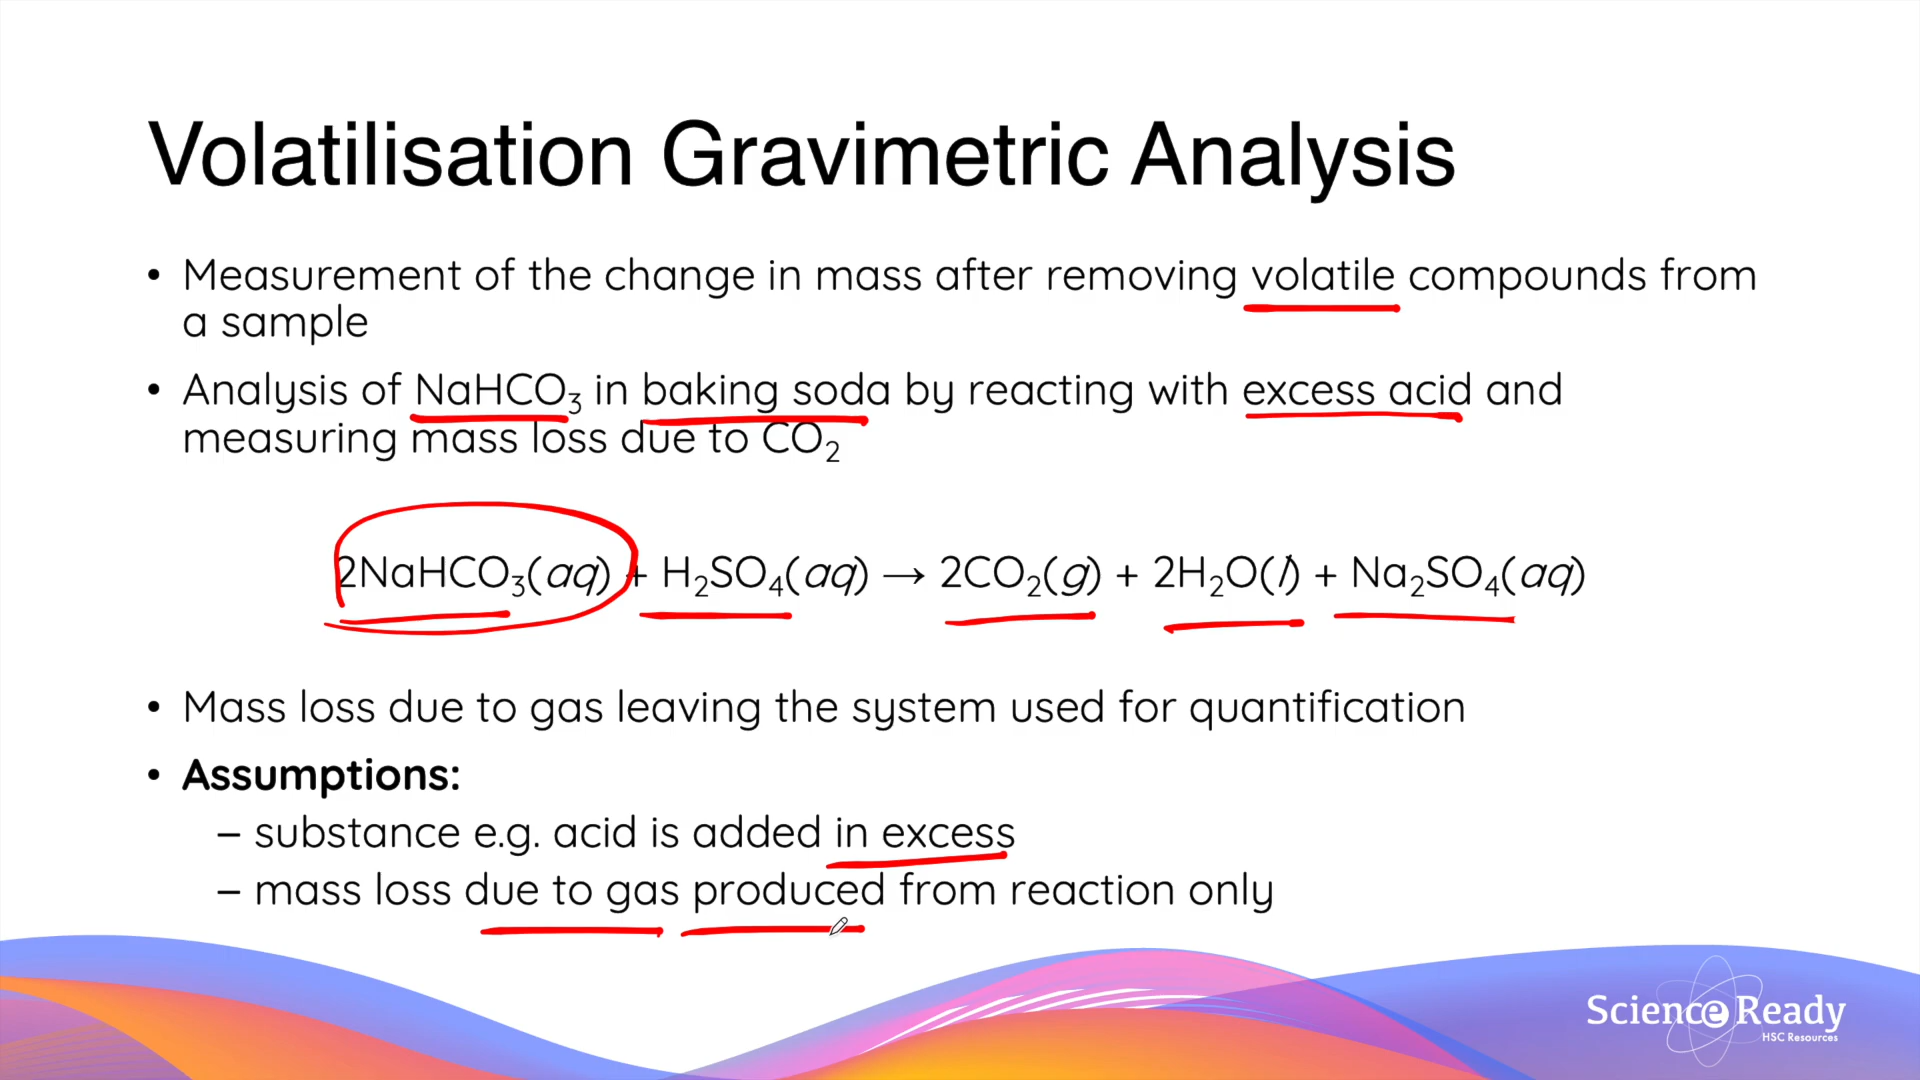 Volatilisation Gravimetric Analysis
• Measurement of the change in mass after removing volatile compounds from
a sample
• Analysis of NaHCO₃ in baking soda by reacting with excess acid and
measuring mass loss due to CO₂
2NaHCO₃(aq) + H₂SO₄(aq) → 2CO₂(g) + 2H₂O(l) + Na₂SO₄(aq)
• Mass loss due to gas leaving the system used for quantification
• Assumptions:
– substance e.g. acid is added in excess
– mass loss due to gas produced from reaction only
Science Ready
HSC Resources